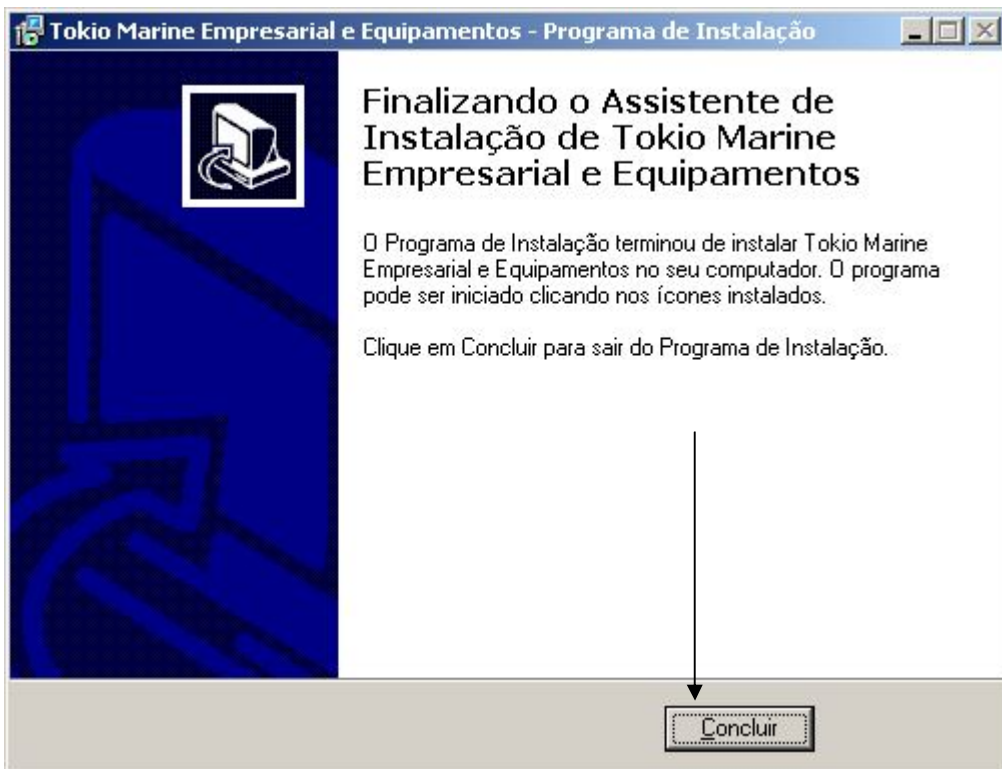 Tokio Marine Empresarial e Equipamentos - Programa de Instalação
Finalizando o Assistente de
Instalação de Tokio Marine
Empresarial e Equipamentos
O Programa de Instalação terminou de instalar Tokio Marine
Empresarial e Equipamentos no seu computador. O programa
pode ser iniciado clicando nos ícones instalados.
Clique em Concluir para sair do Programa de Instalação.
Concluir